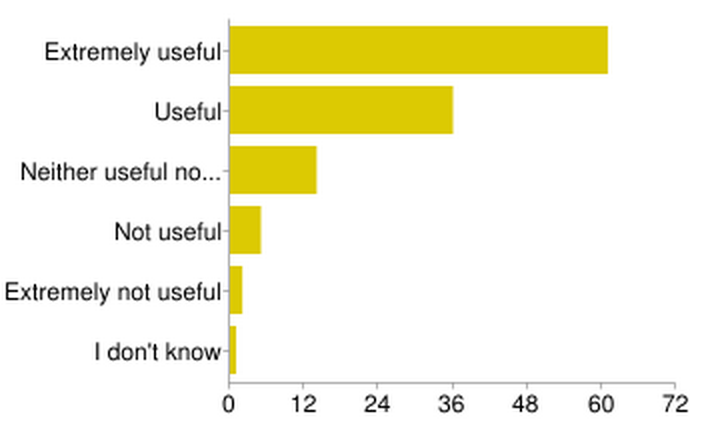 Extremely useful
Useful
Neither useful no...
Not useful
Extremely not useful
I don't know
0 12 24 36 48 60 72